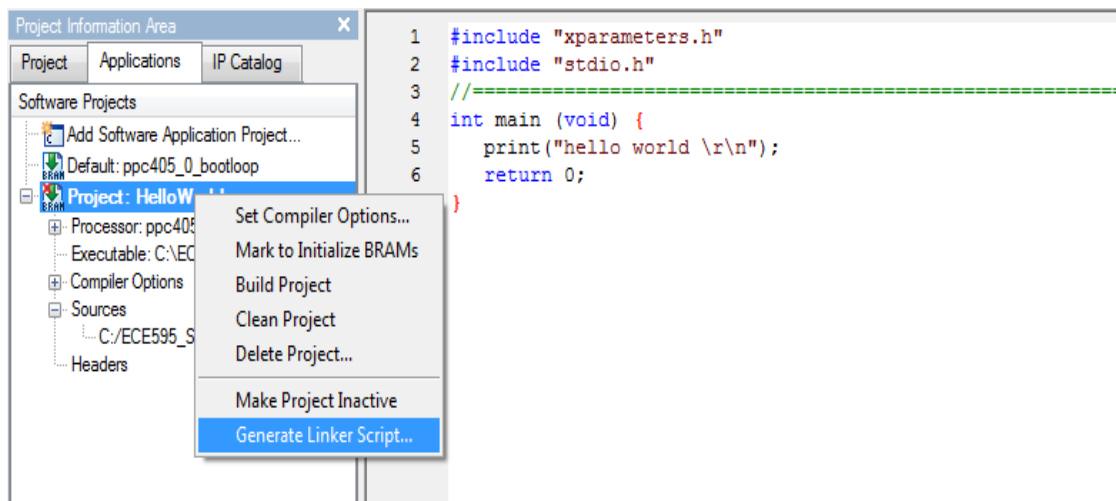 Project Information Area
Project Applications IP Catalog
Software Projects
Add Software Application Project...
Default: ppc405_0_bootloop
Project: HelloW
Processor: ppc405
Executable: C:\EC
Compiler Options
Sources
C:/ECE595_S
Headers
Set Compiler Options...
Mark to Initialize BRAMs
Build Project
Clean Project
Delete Project...
Make Project Inactive
Generate Linker Script...
1 #include "xparameters.h"
2 #include "stdio.h"
3 //==========================================================
4 int main (void) {
5 print("hello world \r\n");
6 return 0;
}